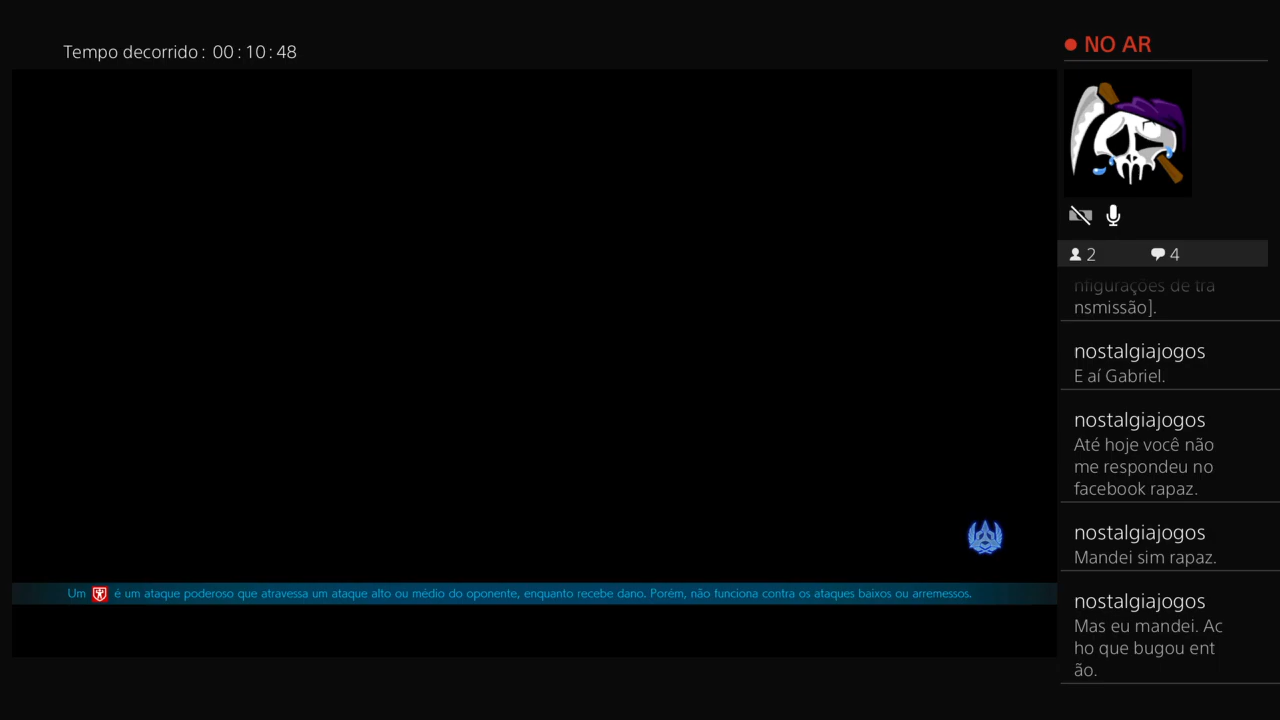 Tempo decorrido: 00:10:48
NO AR
2 4
nfigurações de tra
nsmissão].
nostalgiajogos
E aí Gabriel.
nostalgiajogos
Até hoje você não
me respondeu no
facebook rapaz.
nostalgiajogos
Mandei sim rapaz.
nostalgiajogos
Mas eu mandei. Ac
ho que bugou ent
ão.
Um é um ataque poderoso que atravessa um ataque alto ou médio do oponente, enquanto recebe dano. Porém, não funciona contra os ataques baixos ou arremessos.